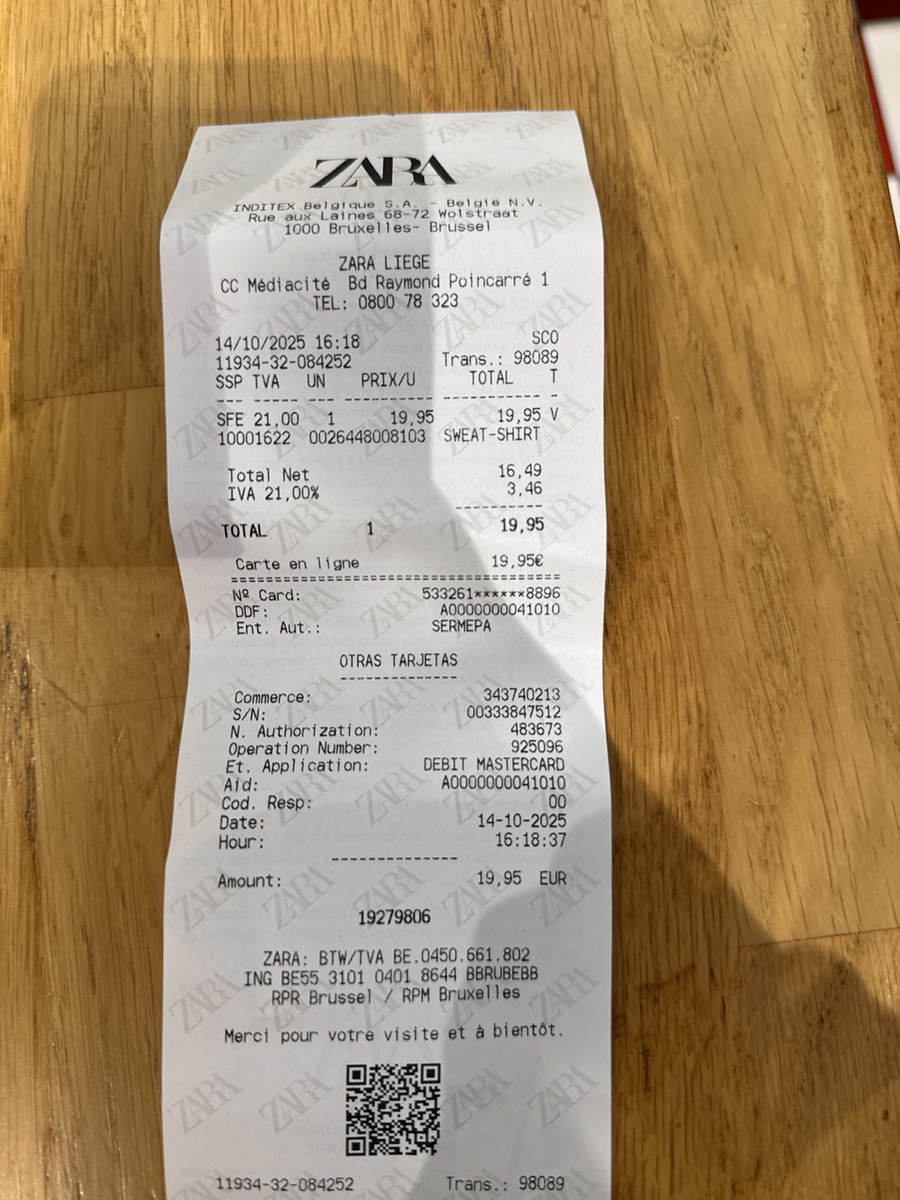 ZARA
INDITEX Belgique S.A. - België N.V.
Rue aux Laines 68-72 Wolstraat
1000 Bruxelles- Brussel
ZARA LIEGE
CC Médiacité Bd Raymond Poincarré 1
TEL: 0800 78 323
14/10/2025 16:18 SCO
11934-32-084252 Trans.: 98089
SSP TVA UN PRIX/U TOTAL T
--- ----- --- --------- ----------- -
SFE 21,00 1 19,95 19,95 V
10001622 0026448008103 SWEAT-SHIRT
Total Net 16,49
IVA 21,00% 3,46
----------
TOTAL 1 19,95
Carte en ligne 19,95€
========================================
Nº Card: 533261******8896
DDF: A0000000041010
Ent. Aut.: SERMEPA
OTRAS TARJETAS
--------------
Commerce: 343740213
S/N: 00333847512
N. Authorization: 483673
Operation Number: 925096
Et. Application: DEBIT MASTERCARD
Aid: A0000000041010
Cod. Resp: 00
Date: 14-10-2025
Hour: 16:18:37
--------------
Amount: 19,95 EUR
19279806
ZARA: BTW/TVA BE.0450.661.802
ING BE55 3101 0401 8644 BBRUBEBB
RPR Brussel / RPM Bruxelles
Merci pour votre visite et à bientôt.
11934-32-084252 Trans.: 98089